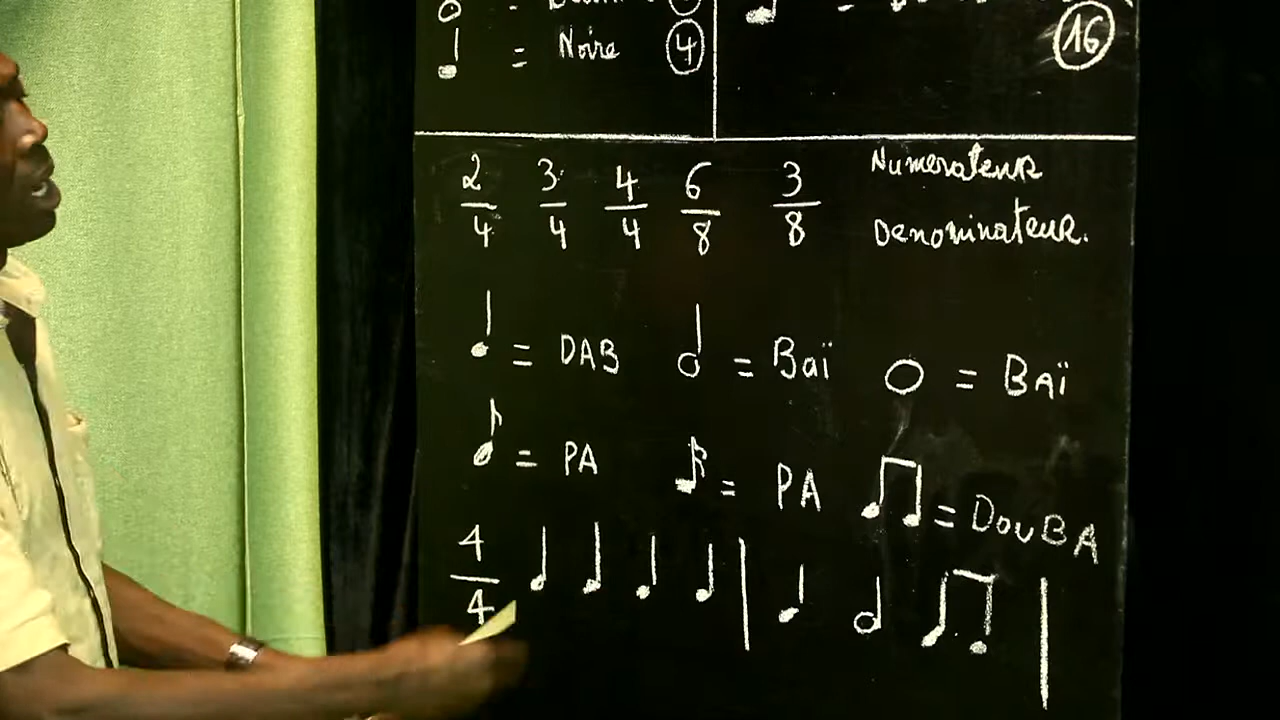 = Noire 4
16
2/4 3/4 4/4 6/8 3/8 Numerateur
Denominateur.
= DAB = Baï = BAï
= PA = PA = DOUBA
4/4